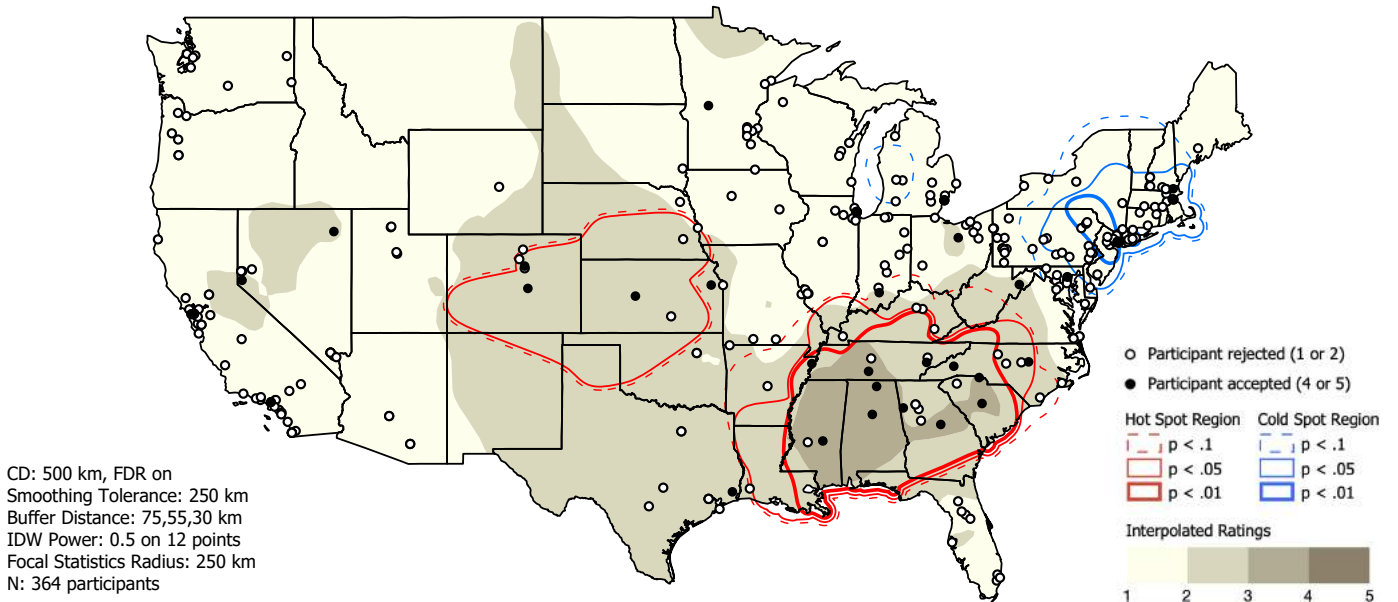 Participant rejected (1 or 2)
Participant accepted (4 or 5)
Hot Spot Region Cold Spot Region
p < .1 p < .1
p < .05 p < .05
p < .01 p < .01
Interpolated Ratings
1 2 3 4 5
CD: 500 km, FDR on
Smoothing Tolerance: 250 km
Buffer Distance: 75,55,30 km
IDW Power: 0.5 on 12 points
Focal Statistics Radius: 250 km
N: 364 participants